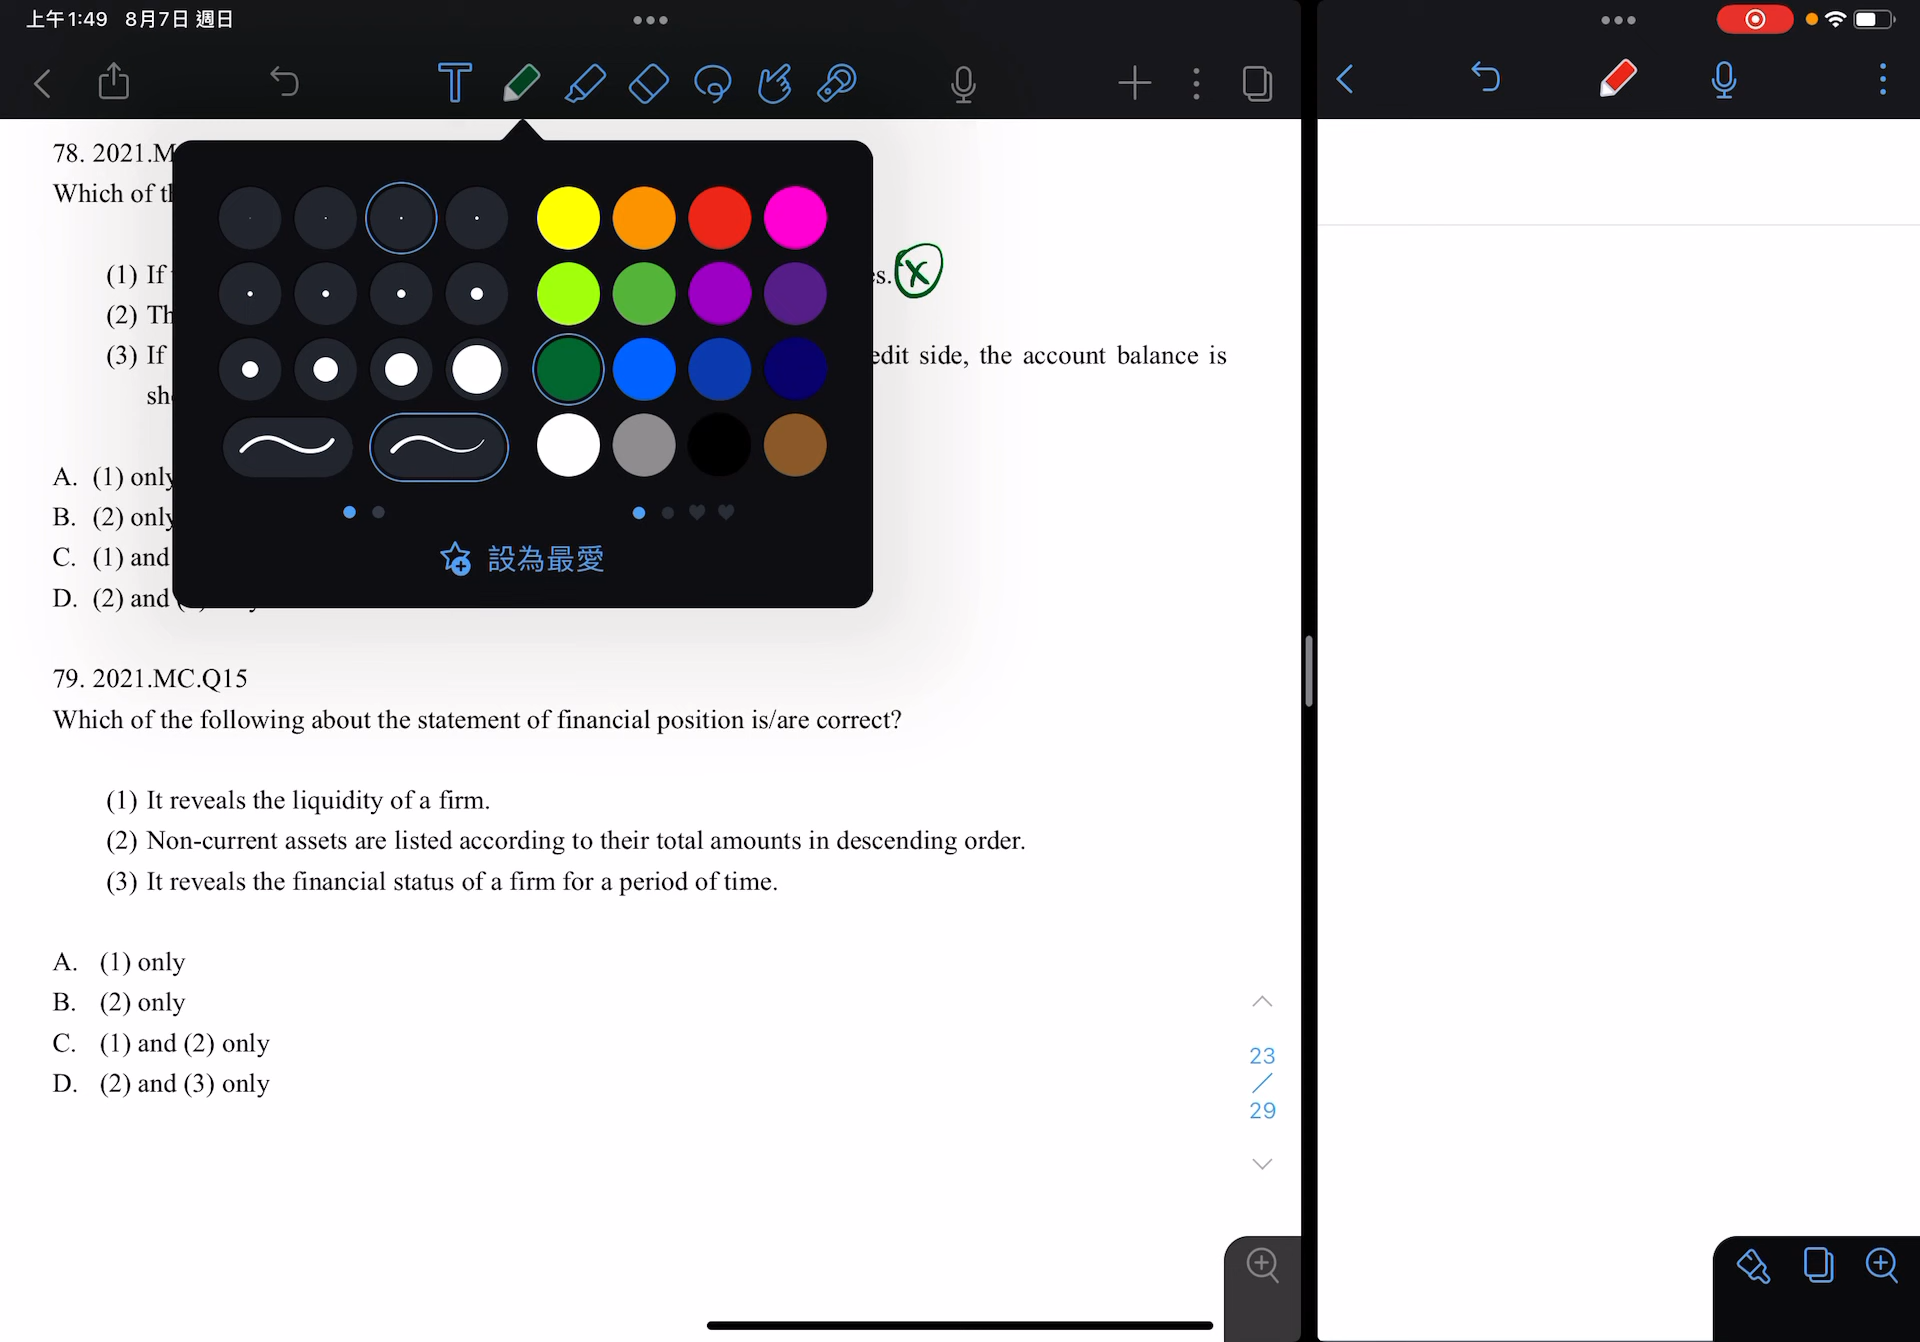 上午1:49 8月7日 週日
78. 2021.M
Which of
(1) If
s.
X
(2) Th
(3) If
edit side, the account balance is
sh
A. (1) only
B. (2) only
C. (1) and
D. (2) and
設為最愛
79. 2021.MC.Q15
Which of the following about the statement of financial position is/are correct?
(1) It reveals the liquidity of a firm.
(2) Non-current assets are listed according to their total amounts in descending order.
(3) It reveals the financial status of a firm for a period of time.
A. (1) only
B. (2) only
C. (1) and (2) only
D. (2) and (3) only
23
/
29